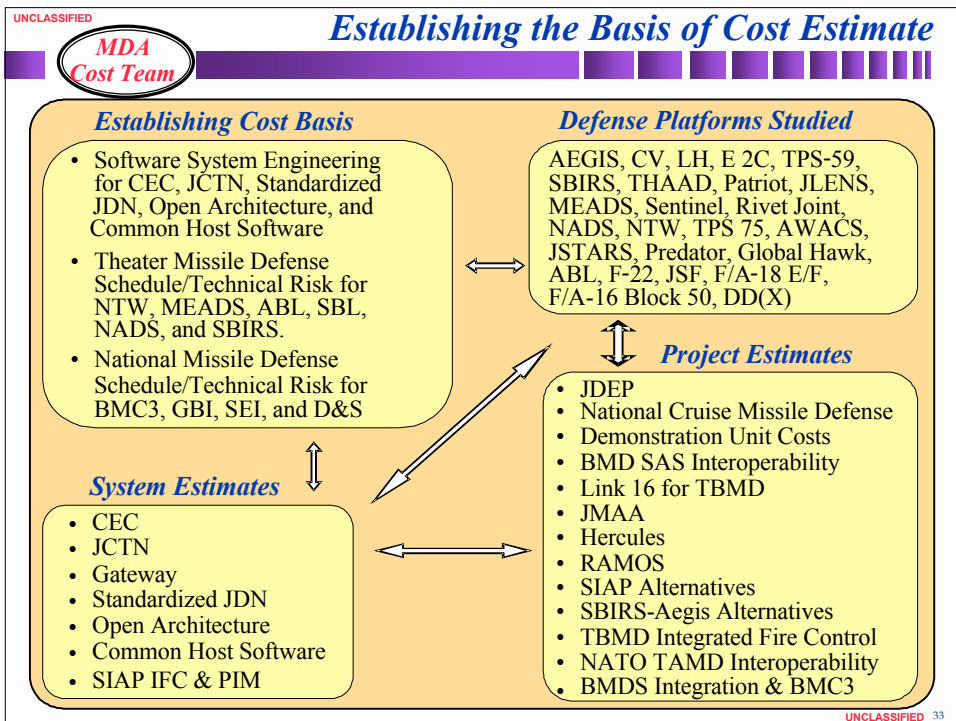 UNCLASSIFIED
Establishing the Basis of Cost Estimate
MDA
Cost Team
Establishing Cost Basis
• Software System Engineering
for CEC, JCTN, Standardized
JDN, Open Architecture, and
Common Host Software
• Theater Missile Defense
Schedule/Technical Risk for
NTW, MEADS, ABL, SBL,
NADS, and SBIRS.
• National Missile Defense
Schedule/Technical Risk for
BMC3, GBI, SEI, and D&S
Defense Platforms Studied
AEGIS, CV, LH, E 2C, TPS-59,
SBIRS, THAAD, Patriot, JLENS,
MEADS, Sentinel, Rivet Joint,
NADS, NTW, TPS 75, AWACS,
JSTARS, Predator, Global Hawk,
ABL, F-22, JSF, F/A-18 E/F,
F/A-16 Block 50, DD(X)
System Estimates
• CEC
• JCTN
• Gateway
• Standardized JDN
• Open Architecture
• Common Host Software
• SIAP IFC & PIM
Project Estimates
• JDEP
• National Cruise Missile Defense
• Demonstration Unit Costs
• BMD SAS Interoperability
• Link 16 for TBMD
• JMAA
• Hercules
• RAMOS
• SIAP Alternatives
• SBIRS-Aegis Alternatives
• TBMD Integrated Fire Control
• NATO TAMD Interoperability
• BMDS Integration & BMC3
UNCLASSIFIED 33